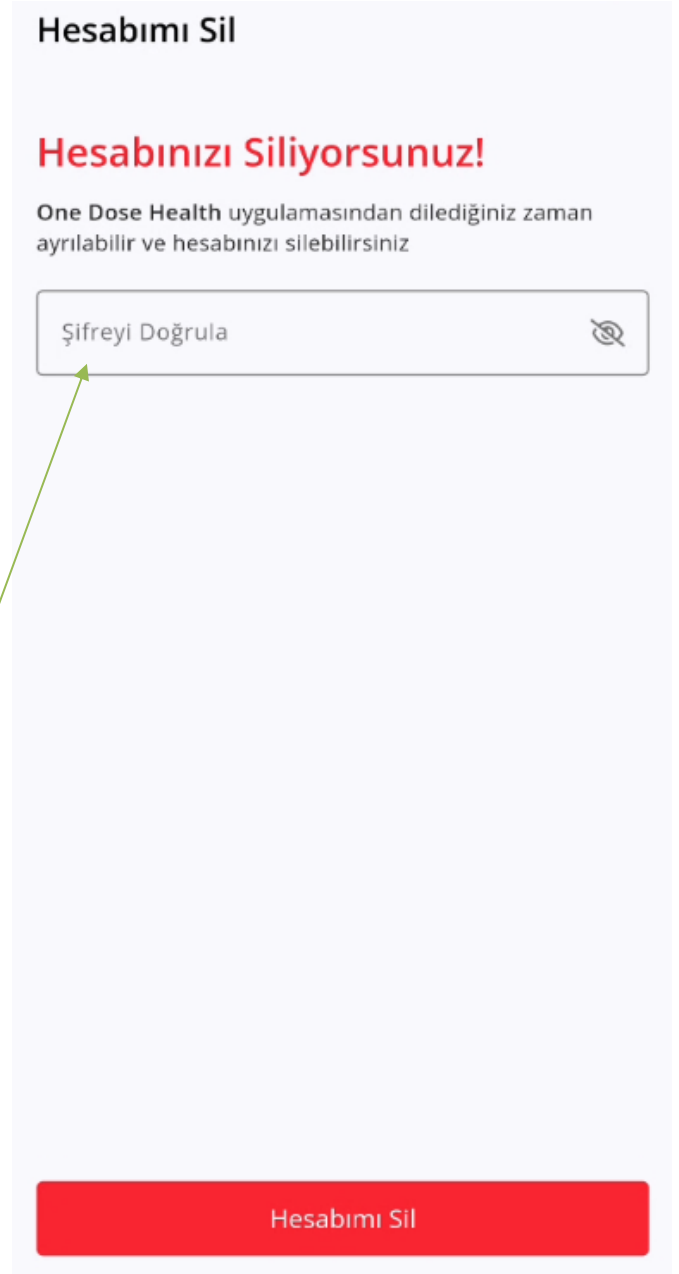 Hesabımı Sil
Hesabınızı Siliyorsunuz!
One Dose Health uygulamasından dilediğiniz zaman
ayrılabilir ve hesabınızı silebilirsiniz
Şifreyi Doğrula
Hesabımı Sil